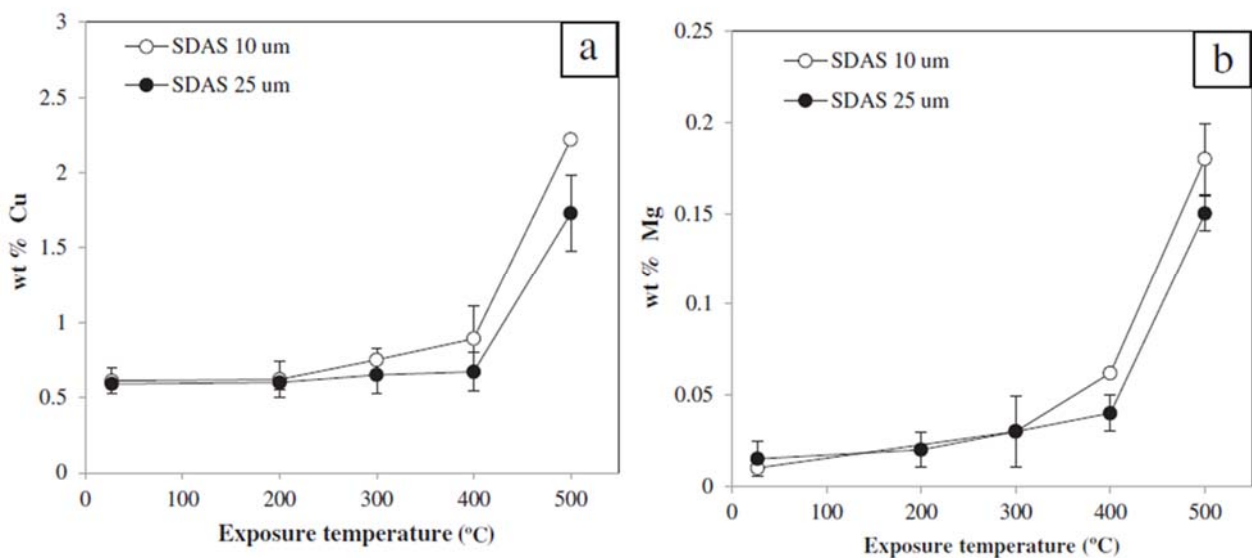 a
SDAS 10 um
SDAS 25 um
3
2.5
2
1.5
1
0.5
0
wt % Cu
0 100 200 300 400 500
Exposure temperature (ºC)
b
SDAS 10 um
SDAS 25 um
0.25
0.2
0.15
0.1
0.05
0
wt % Mg
0 100 200 300 400 500
Exposure temperature (ºC)